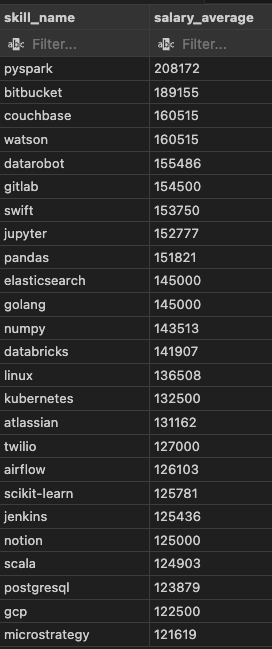 skill_name salary_average
abc Filter... abc Filter...
pyspark 208172
bitbucket 189155
couchbase 160515
watson 160515
datarobot 155486
gitlab 154500
swift 153750
jupyter 152777
pandas 151821
elasticsearch 145000
golang 145000
numpy 143513
databricks 141907
linux 136508
kubernetes 132500
atlassian 131162
twilio 127000
airflow 126103
scikit-learn 125781
jenkins 125436
notion 125000
scala 124903
postgresql 123879
gcp 122500
microstrategy 121619